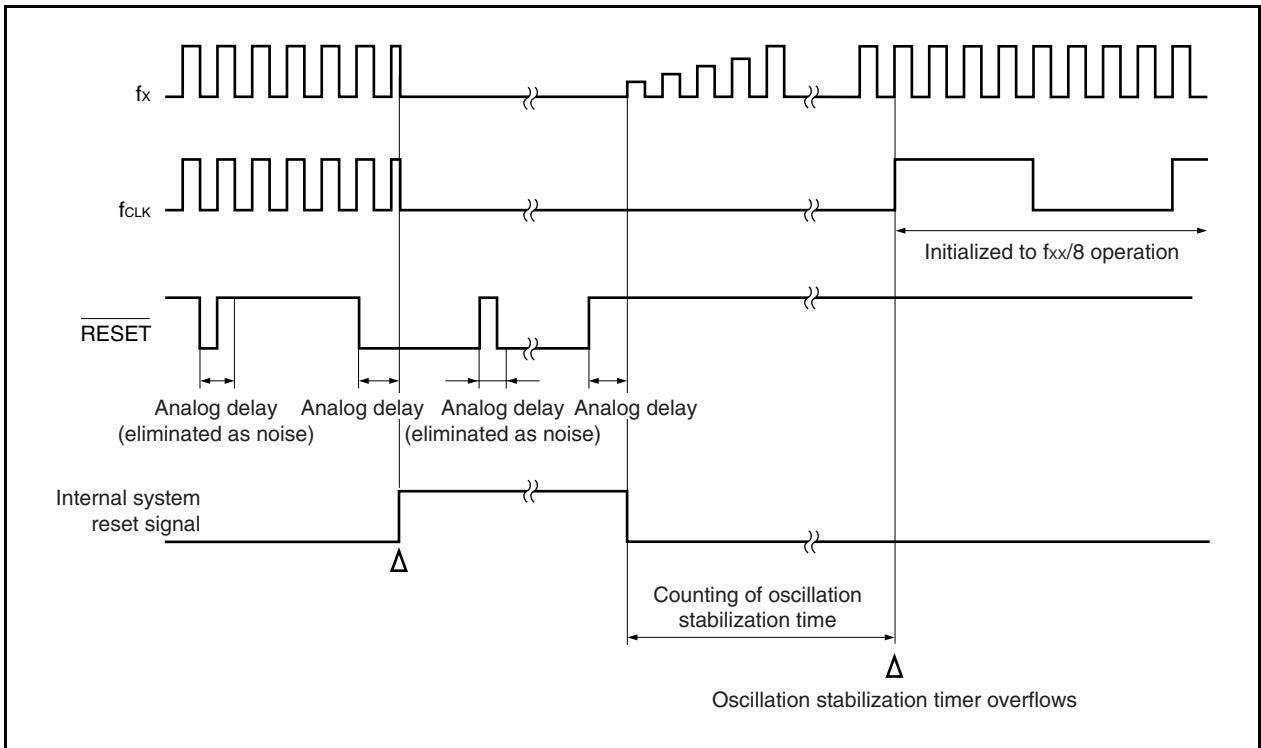 fX
fCLK
Initialized to fXX/8 operation
RESET
Analog delay
(eliminated as noise)
Analog delay
Analog delay
(eliminated as noise)
Analog delay
Internal system
reset signal
Counting of oscillation
stabilization time
Oscillation stabilization timer overflows